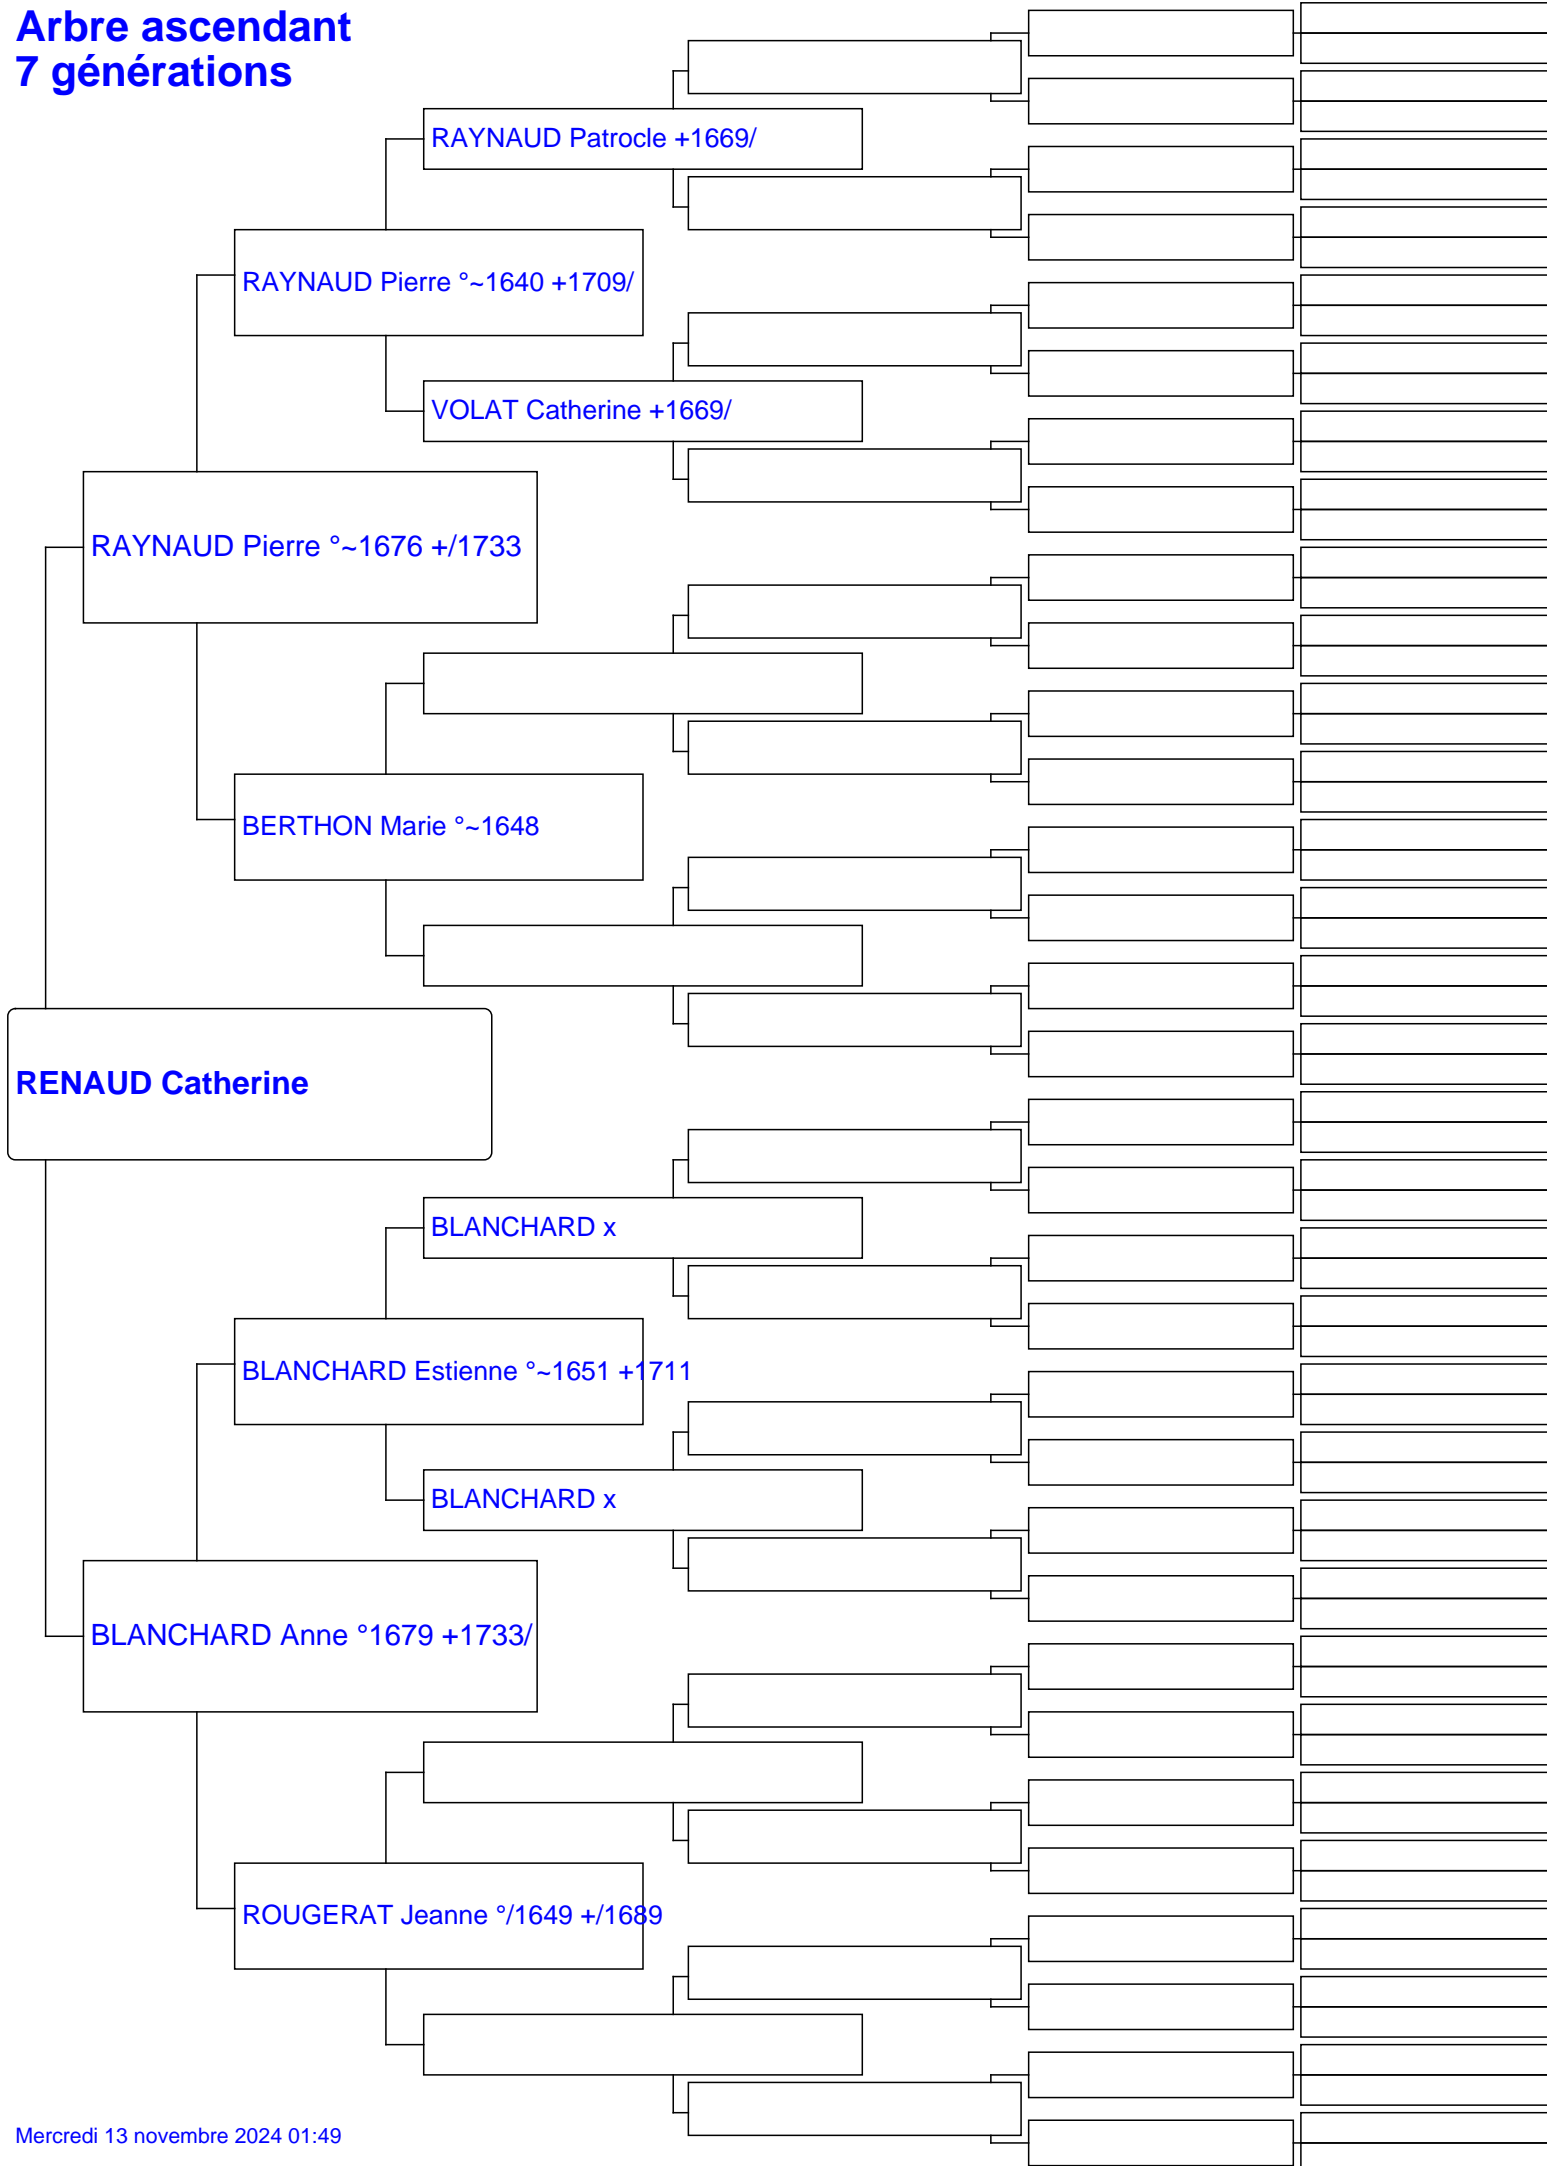 Arbre ascendant
7 générations
RAYNAUD Patrocle +1669/
RAYNAUD Pierre °~1640 +1709/
VOLAT Catherine +1669/
RAYNAUD Pierre °~1676 +/1733
BERTHON Marie °~1648
RENAUD Catherine
BLANCHARD x
BLANCHARD Estienne °~1651 +1711
BLANCHARD x
BLANCHARD Anne °1679 +1733/
ROUGERAT Jeanne °/1649 +/1689
Mercredi 13 novembre 2024 01:49